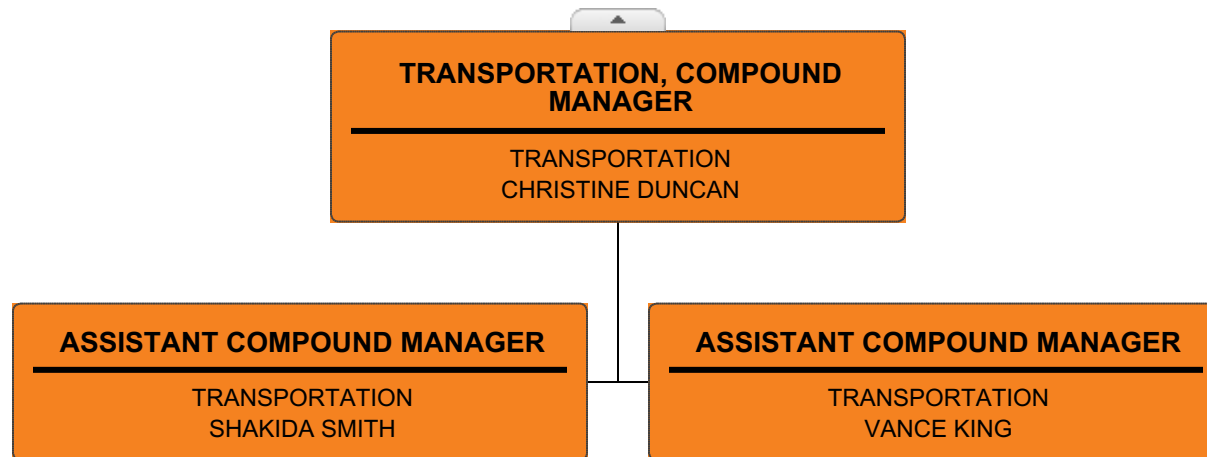 TRANSPORTATION, COMPOUND
MANAGER
TRANSPORTATION
CHRISTINE DUNCAN
ASSISTANT COMPOUND MANAGER
TRANSPORTATION
SHAKIDA SMITH
ASSISTANT COMPOUND MANAGER
TRANSPORTATION
VANCE KING